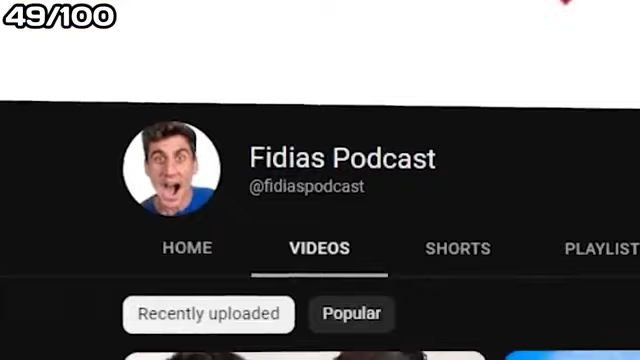 49/100
Fidias Podcast
@fidiaspodcast
HOME VIDEOS SHORTS PLAYLIST
Recently uploaded Popular